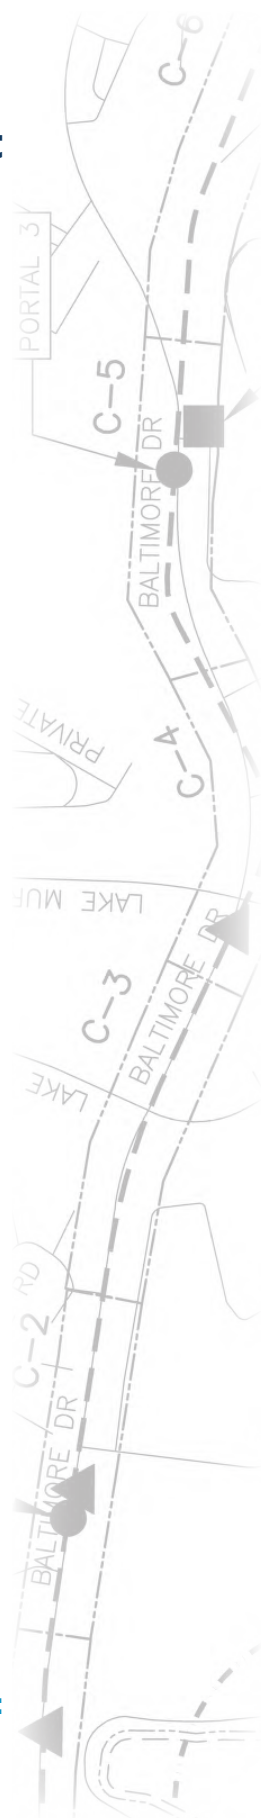 C-6
PORTAL 3
C-5
BALTIMORE DR
PRIVATE
C-4
LAKE MUR
BALTIMORE DR
C-3
LAKE
RD
C-2
BALTIMORE DR